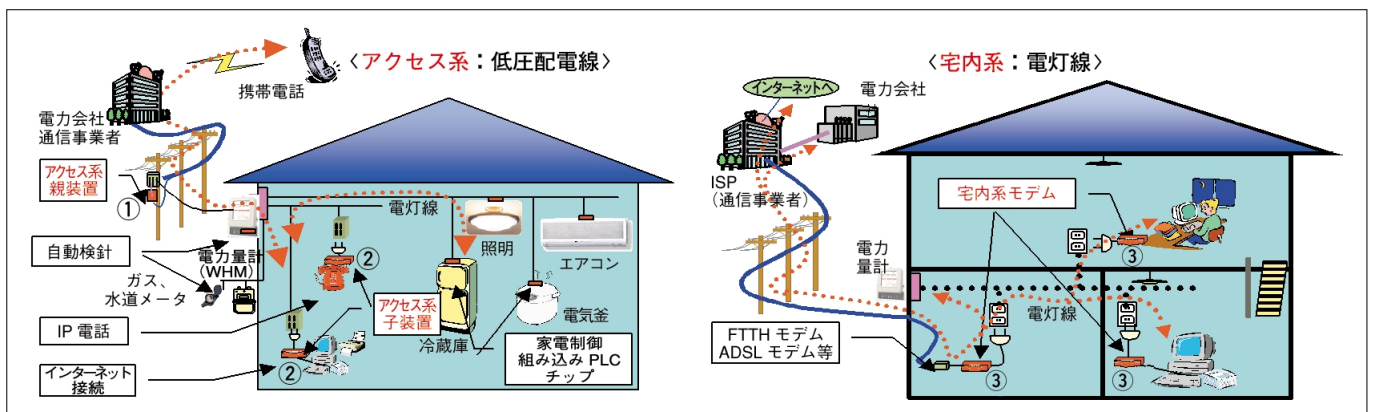 〈アクセス系：低圧配電線〉
携帯電話
電力会社
通信事業者
アクセス系
親装置
①
電灯線
自動検針
電力量計
(WHM)
ガス、
水道メータ
②
照明
エアコン
IP 電話
アクセス系
子装置
冷蔵庫
電気釜
家電制御
組み込み PLC
チップ
インターネット
接続
②
〈宅内系：電灯線〉
インターネットへ
電力会社
ISP
（通信事業者）
宅内系モデム
電力
量計
③
電灯線
FTTH モデム
ADSL モデム等
③
③